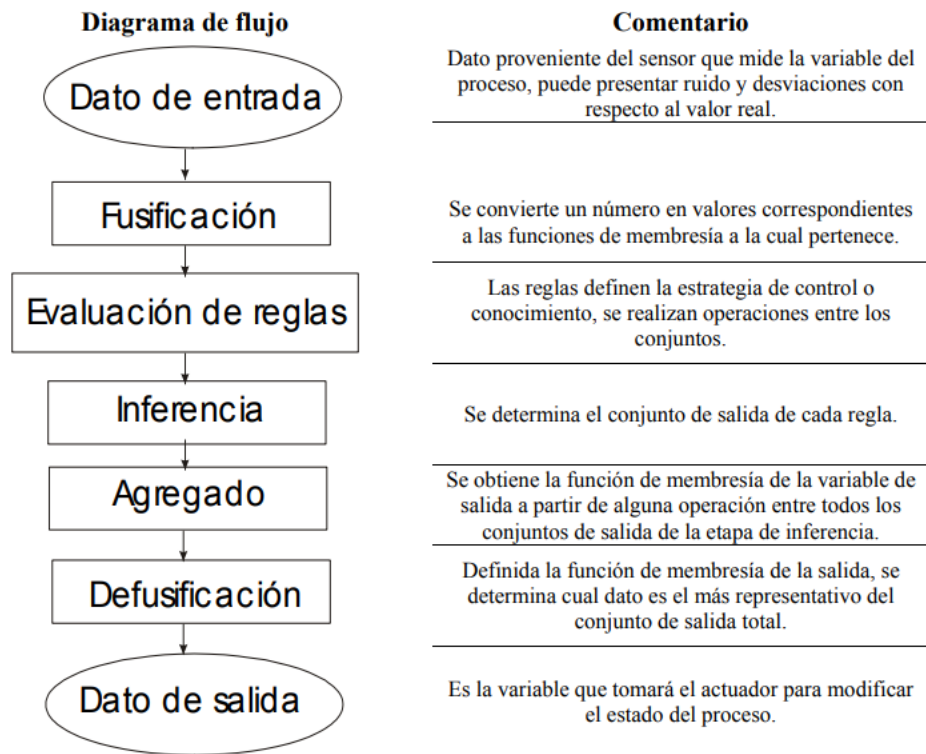 Diagrama de flujo
Comentario
Dato de entrada
Dato proveniente del sensor que mide la variable del
proceso, puede presentar ruido y desviaciones con
respecto al valor real.
Fusificación
Se convierte un número en valores correspondientes
a las funciones de membresía a la cual pertenece.
Evaluación de reglas
Las reglas definen la estrategia de control o
conocimiento, se realizan operaciones entre los
conjuntos.
Inferencia
Se determina el conjunto de salida de cada regla.
Agregado
Se obtiene la función de membresía de la variable de
salida a partir de alguna operación entre todos los
conjuntos de salida de la etapa de inferencia.
Defusificación
Definida la función de membresía de la salida, se
determina cual dato es el más representativo del
conjunto de salida total.
Dato de salida
Es la variable que tomará el actuador para modificar
el estado del proceso.